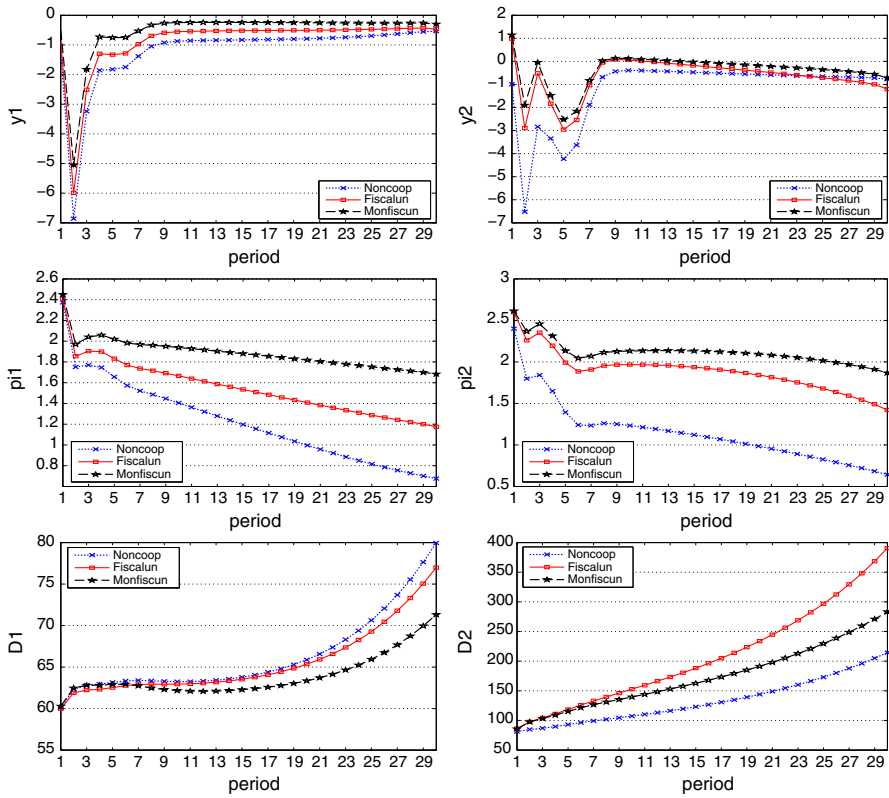 y1
0
−1
−2
−3
−4
−5
−6
−7
Noncoop
Fiscalun
Monfiscun
1 3 5 7 9 11 13 15 17 19 21 23 25 27 29
period
y2
2
1
0
−1
−2
−3
−4
−5
−6
−7
Noncoop
Fiscalun
Monfiscun
1 3 5 7 9 11 13 15 17 19 21 23 25 27 29
period
pi1
2.6
2.4
2.2
2
1.8
1.6
1.4
1.2
1
0.8
Noncoop
Fiscalun
Monfiscun
1 3 5 7 9 11 13 15 17 19 21 23 25 27 29
period
pi2
3
2.5
2
1.5
1
0.5
Noncoop
Fiscalun
Monfiscun
1 3 5 7 9 11 13 15 17 19 21 23 25 27 29
period
D1
80
75
70
65
60
55
Noncoop
Fiscalun
Monfiscun
1 3 5 7 9 11 13 15 17 19 21 23 25 27 29
period
D2
400
350
300
250
200
150
100
50
Noncoop
Fiscalun
Monfiscun
1 3 5 7 9 11 13 15 17 19 21 23 25 27 29
period